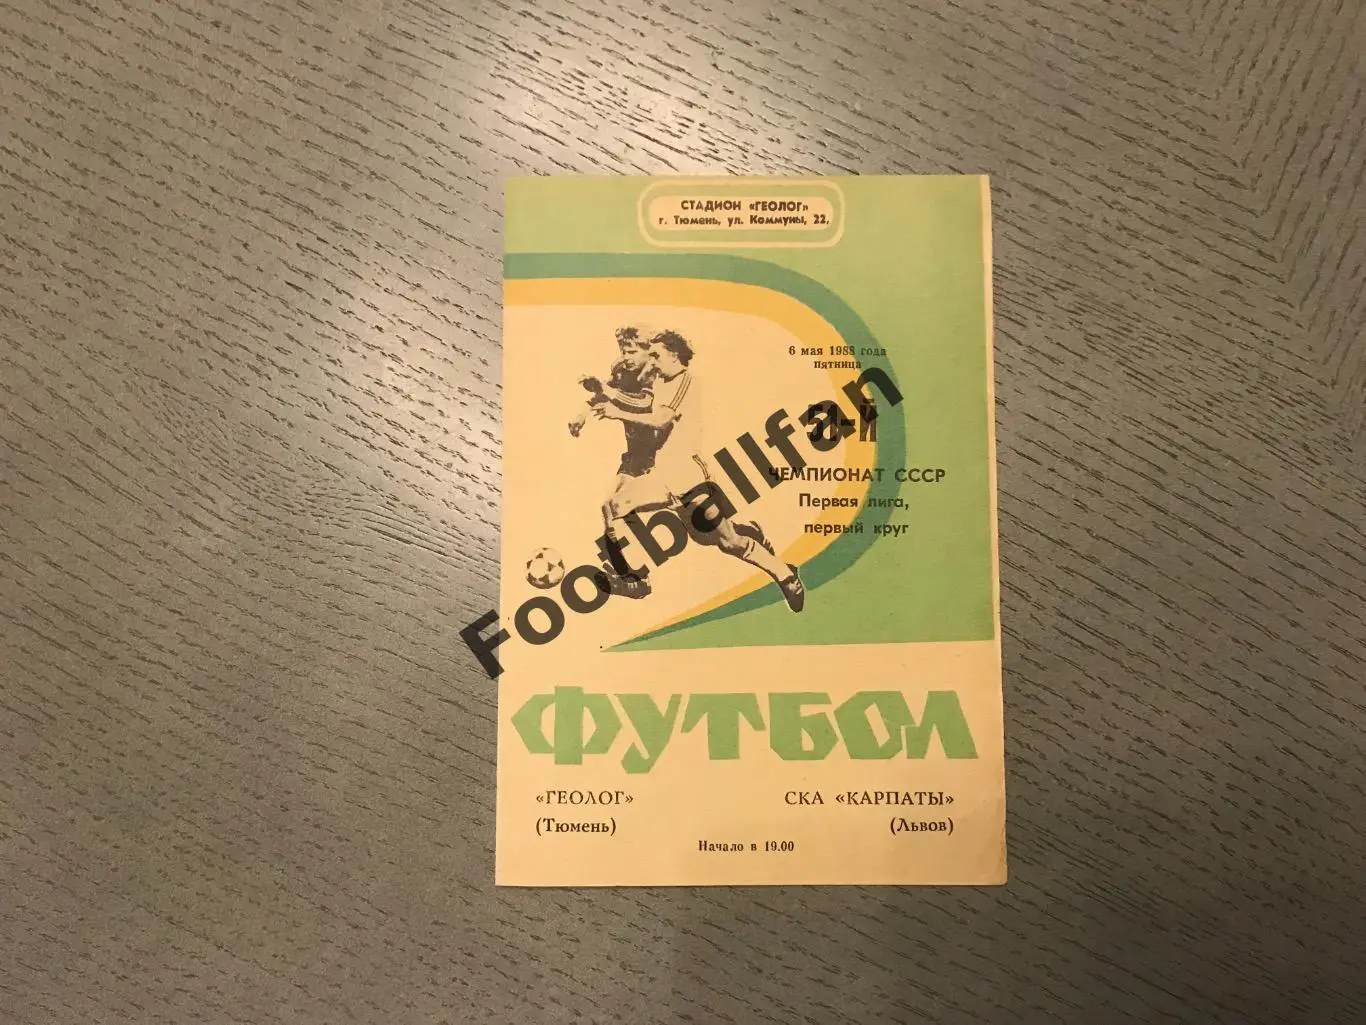 СТАДИОН «ГЕОЛОГ»
г. Тюмень, ул. Коммуны, 22.
6 мая 1988 года
пятница
51-й
ЧЕМПИОНАТ СССР
Первая лига,
первый круг
Footballfan
ФУТБОЛ
«ГЕОЛОГ» СКА «КАРПАТЫ»
(Тюмень) (Львов)
Начало в 19.00